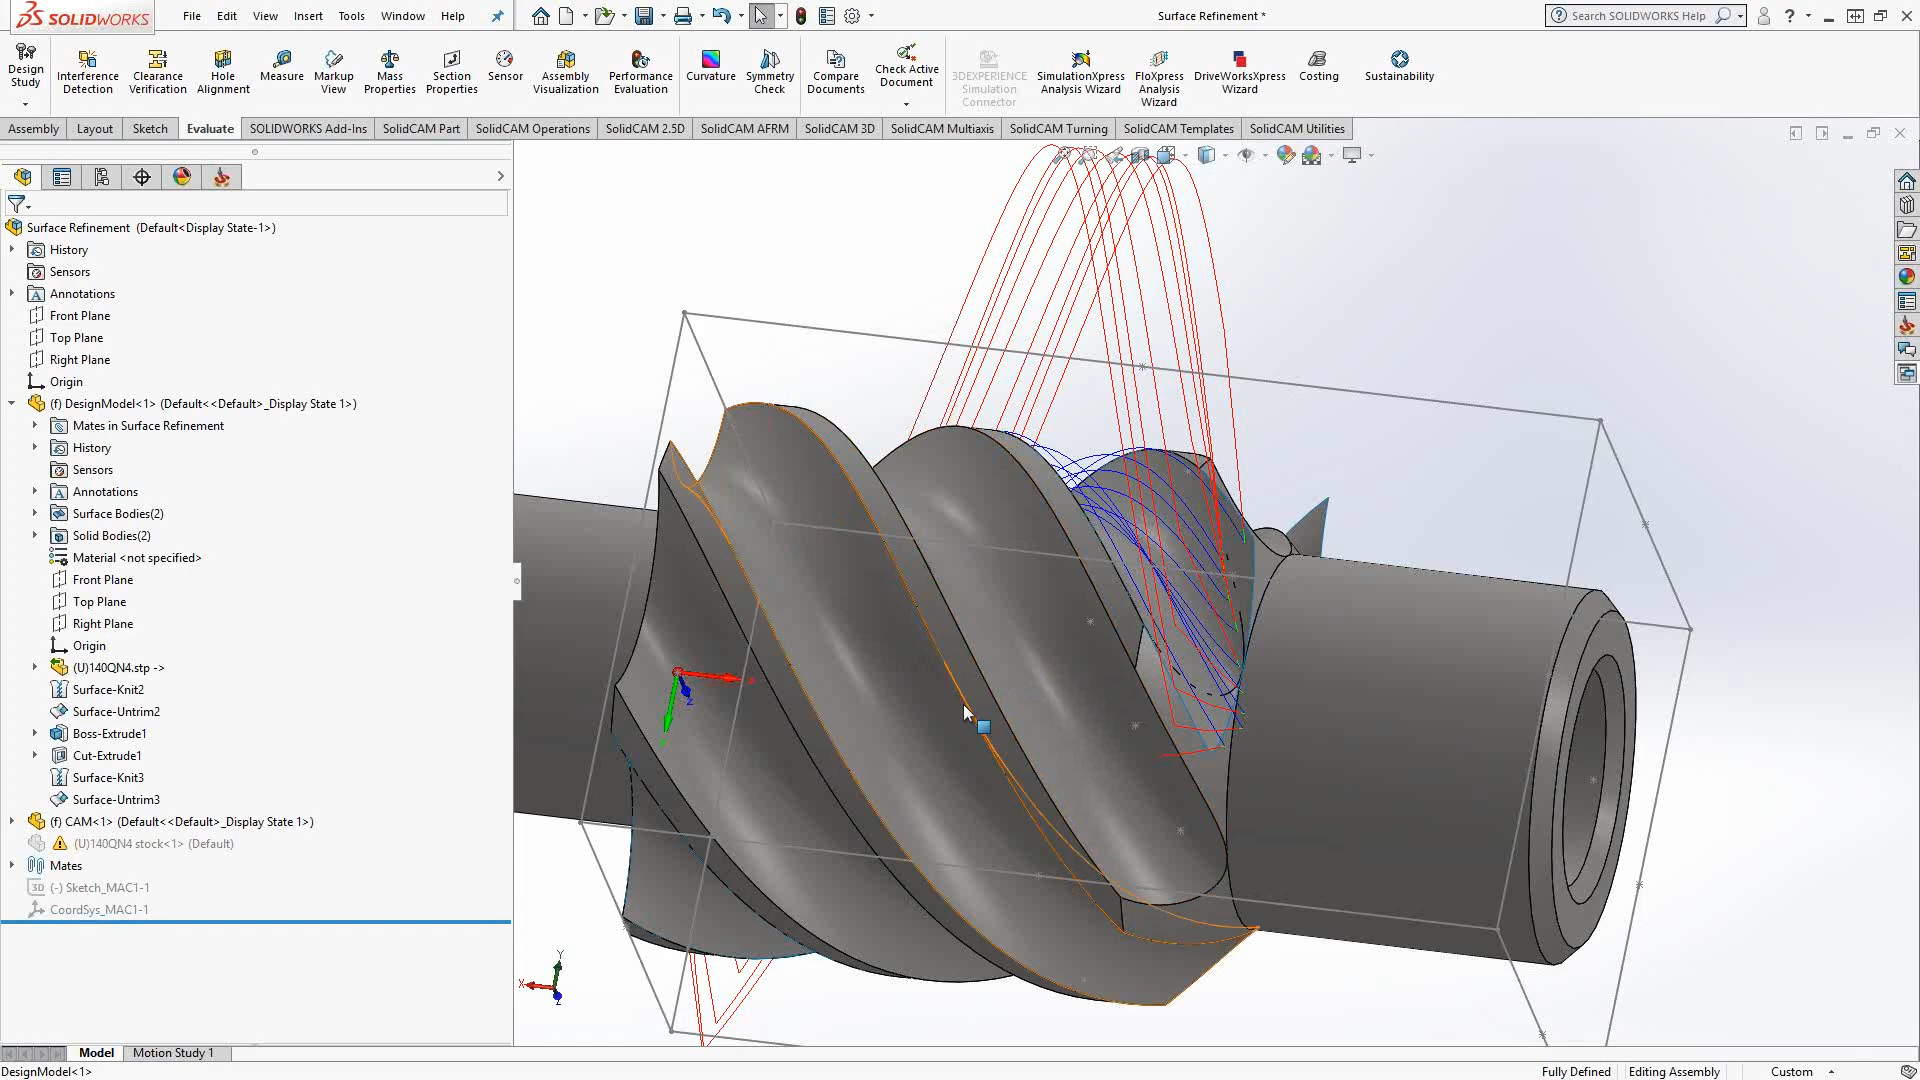 SOLIDWORKS
File Edit View Insert Tools Window Help
Surface Refinement *
Search SOLIDWORKS Help
Design Study
Interference Detection
Clearance Verification
Hole Alignment
Measure
Markup View
Mass Properties
Section Properties
Sensor
Assembly Visualization
Performance Evaluation
Curvature
Symmetry Check
Compare Documents
Check Active Document
3DEXPERIENCE Simulation Connector
SimulationXpress Analysis Wizard
FloXpress Analysis Wizard
DriveWorksXpress Wizard
Costing
Sustainability
Assembly Layout Sketch Evaluate SOLIDWORKS Add-Ins SolidCAM Part SolidCAM Operations SolidCAM 2.5D SolidCAM AFRM SolidCAM 3D SolidCAM Multiaxis SolidCAM Turning SolidCAM Templates SolidCAM Utilities
Surface Refinement (Default<Display State-1>)
History
Sensors
Annotations
Front Plane
Top Plane
Right Plane
Origin
(f) DesignModel<1> (Default<<Default>_Display State 1>)
Mates in Surface Refinement
History
Sensors
Annotations
Surface Bodies(2)
Solid Bodies(2)
Material <not specified>
Front Plane
Top Plane
Right Plane
Origin
(U)140QN4.stp ->
Surface-Knit2
Surface-Untrim2
Boss-Extrude1
Cut-Extrude1
Surface-Knit3
Surface-Untrim3
(f) CAM<1> (Default<<Default>_Display State 1>)
(U)140QN4 stock<1> (Default)
Mates
3D (-) Sketch_MAC1-1
CoordSys_MAC1-1
Z
Y
X
Z
Model Motion Study 1
DesignModel<1>
Fully Defined Editing Assembly Custom